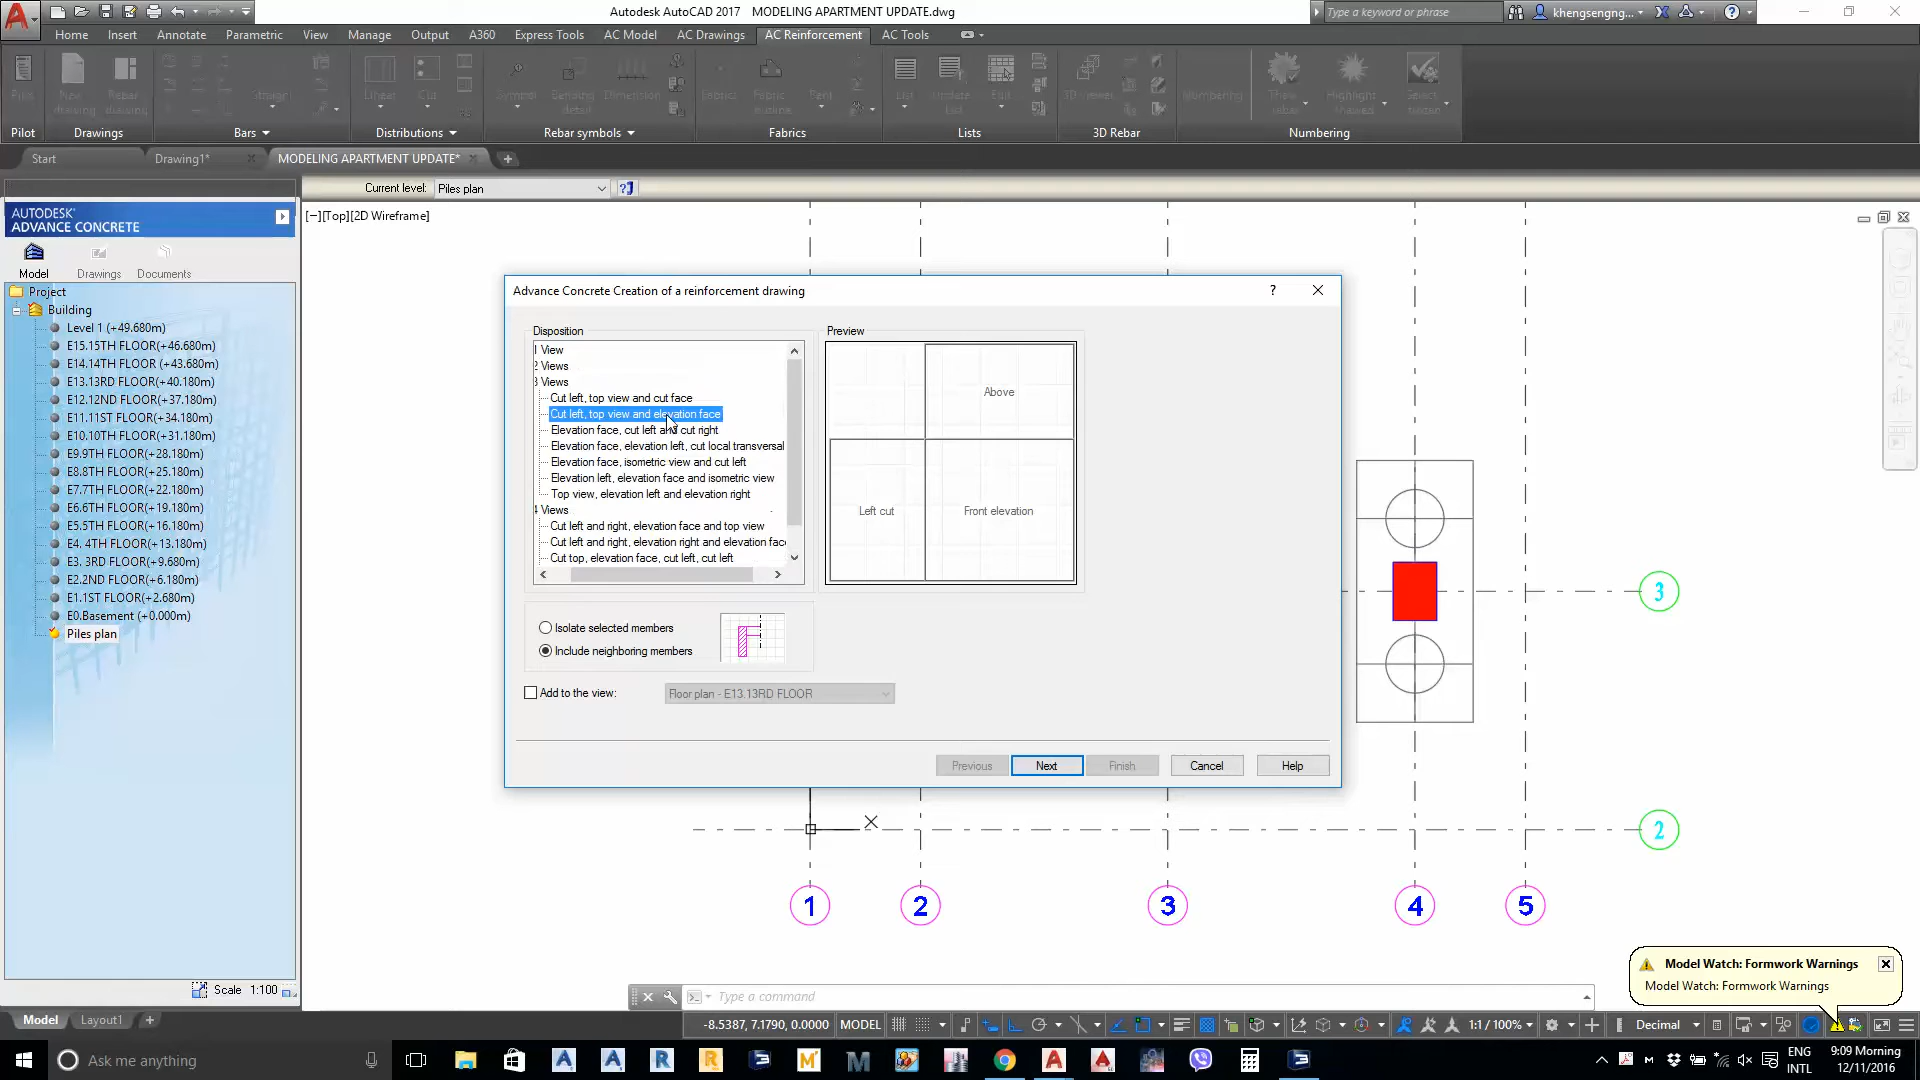 Autodesk AutoCAD 2017 MODELING APARTMENT UPDATE.dwg
Type a keyword or phrase
khengsengng...
Home Insert Annotate Parametric View Manage Output A360 Express Tools AC Model AC Drawings AC Reinforcement AC Tools
Pilot Drawings Bars Distributions Rebar symbols Fabrics Lists 3D Rebar Numbering
Start Drawing1* MODELING APARTMENT UPDATE*
Current level: Piles plan
[−][Top][2D Wireframe]
AUTODESK®
ADVANCE CONCRETE
Model Drawings Documents
Project
Building
Level 1 (+49.680m)
E15.15TH FLOOR(+46.680m)
E14.14TH FLOOR (+43.680m)
E13.13RD FLOOR(+40.180m)
E12.12ND FLOOR(+37.180m)
E11.11ST FLOOR(+34.180m)
E10.10TH FLOOR(+31.180m)
E9.9TH FLOOR(+28.180m)
E8.8TH FLOOR(+25.180m)
E7.7TH FLOOR(+22.180m)
E6.6TH FLOOR(+19.180m)
E5.5TH FLOOR(+16.180m)
E4. 4TH FLOOR(+13.180m)
E3. 3RD FLOOR(+9.680m)
E2.2ND FLOOR(+6.180m)
E1.1ST FLOOR(+2.680m)
E0.Basement (+0.000m)
Piles plan
Scale 1:100
Advance Concrete Creation of a reinforcement drawing
?
Disposition
1 View
2 Views
3 Views
Cut left, top view and cut face
Cut left, top view and elevation face
Elevation face, cut left and cut right
Elevation face, elevation left, cut local transversal
Elevation face, isometric view and cut left
Elevation left, elevation face and isometric view
Top view, elevation left and elevation right
4 Views
Cut left and right, elevation face and top view
Cut left and right, elevation right and elevation face
Cut top, elevation face, cut left, cut left
Preview
Above
Left cut Front elevation
Isolate selected members
Include neighboring members
Add to the view: Floor plan - E13.13RD FLOOR
Previous Next Finish Cancel Help
3
2
X
1 2 3 4 5
Model Watch: Formwork Warnings
Model Watch: Formwork Warnings
Type a command
Model Layout1
-8.5387, 7.1790, 0.0000 MODEL 1:1 / 100% Decimal
Ask me anything
ENG
INTL
9:09 Morning
12/11/2016